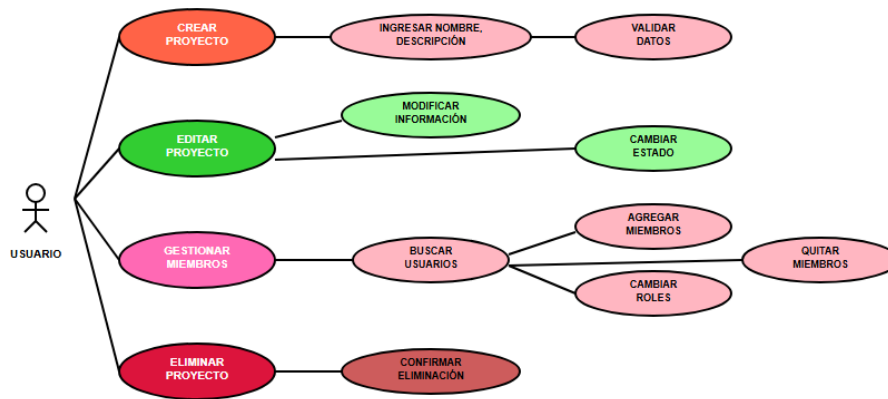 CREAR
PROYECTO
INGRESAR NOMBRE,
DESCRIPCIÓN
VALIDAR
DATOS
EDITAR
PROYECTO
MODIFICAR
INFORMACIÓN
CAMBIAR
ESTADO
USUARIO
GESTIONAR
MIEMBROS
BUSCAR
USUARIOS
AGREGAR
MIEMBROS
QUITAR
MIEMBROS
CAMBIAR
ROLES
ELIMINAR
PROYECTO
CONFIRMAR
ELIMINACIÓN